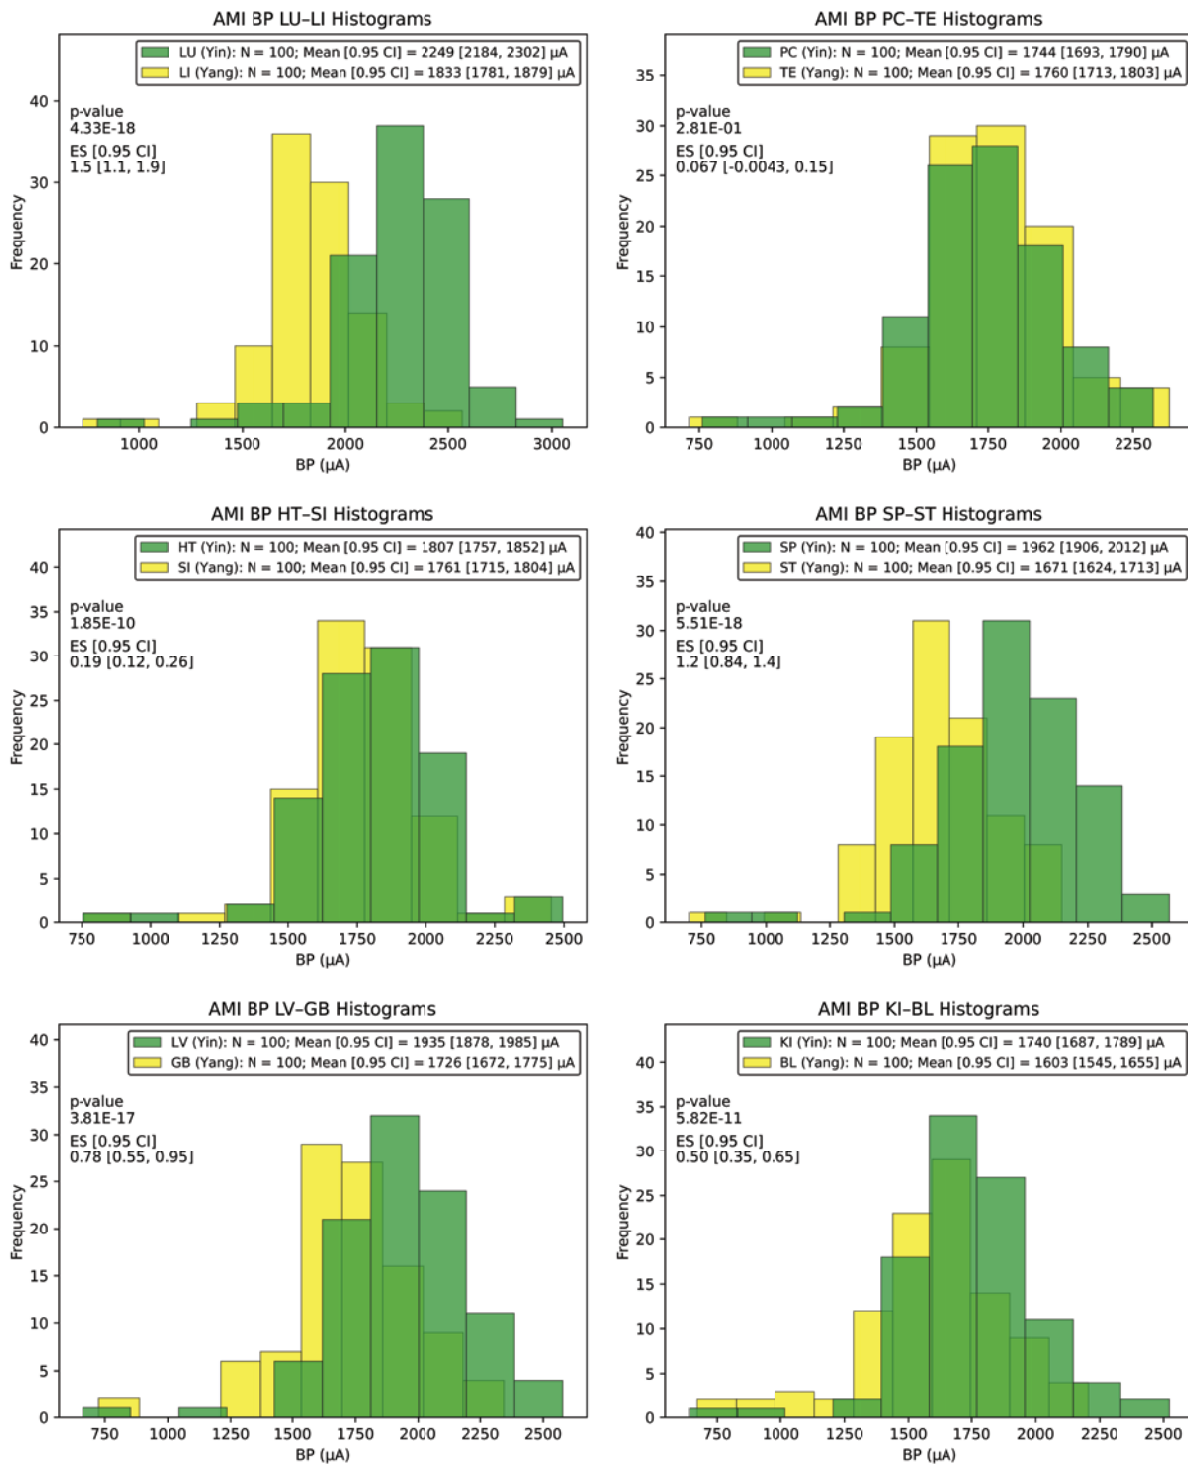 AMI BP LU–LI Histograms
LU (Yin): N = 100; Mean [0.95 CI] = 2249 [2184, 2302] µA
LI (Yang): N = 100; Mean [0.95 CI] = 1833 [1781, 1879] µA
p-value
4.33E-18
ES [0.95 CI]
1.5 [1.1, 1.9]
Frequency
40
30
20
10
0
1000 1500 2000 2500 3000
BP (µA)
AMI BP PC–TE Histograms
PC (Yin): N = 100; Mean [0.95 CI] = 1744 [1693, 1790] µA
TE (Yang): N = 100; Mean [0.95 CI] = 1760 [1713, 1803] µA
p-value
2.81E-01
ES [0.95 CI]
0.067 [-0.0043, 0.15]
Frequency
35
30
25
20
15
10
5
0
750 1000 1250 1500 1750 2000 2250
BP (µA)
AMI BP HT–SI Histograms
HT (Yin): N = 100; Mean [0.95 CI] = 1807 [1757, 1852] µA
SI (Yang): N = 100; Mean [0.95 CI] = 1761 [1715, 1804] µA
p-value
1.85E-10
ES [0.95 CI]
0.19 [0.12, 0.26]
Frequency
40
35
30
25
20
15
10
5
0
750 1000 1250 1500 1750 2000 2250 2500
BP (µA)
AMI BP SP–ST Histograms
SP (Yin): N = 100; Mean [0.95 CI] = 1962 [1906, 2012] µA
ST (Yang): N = 100; Mean [0.95 CI] = 1671 [1624, 1713] µA
p-value
5.51E-18
ES [0.95 CI]
1.2 [0.84, 1.4]
Frequency
40
35
30
25
20
15
10
5
0
750 1000 1250 1500 1750 2000 2250 2500
BP (µA)
AMI BP LV–GB Histograms
LV (Yin): N = 100; Mean [0.95 CI] = 1935 [1878, 1985] µA
GB (Yang): N = 100; Mean [0.95 CI] = 1726 [1672, 1775] µA
p-value
3.81E-17
ES [0.95 CI]
0.78 [0.55, 0.95]
Frequency
40
35
30
25
20
15
10
5
0
750 1000 1250 1500 1750 2000 2250 2500
BP (µA)
AMI BP KI–BL Histograms
KI (Yin): N = 100; Mean [0.95 CI] = 1740 [1687, 1789] µA
BL (Yang): N = 100; Mean [0.95 CI] = 1603 [1545, 1655] µA
p-value
5.82E-11
ES [0.95 CI]
0.50 [0.35, 0.65]
Frequency
40
35
30
25
20
15
10
5
0
750 1000 1250 1500 1750 2000 2250 2500
BP (µA)